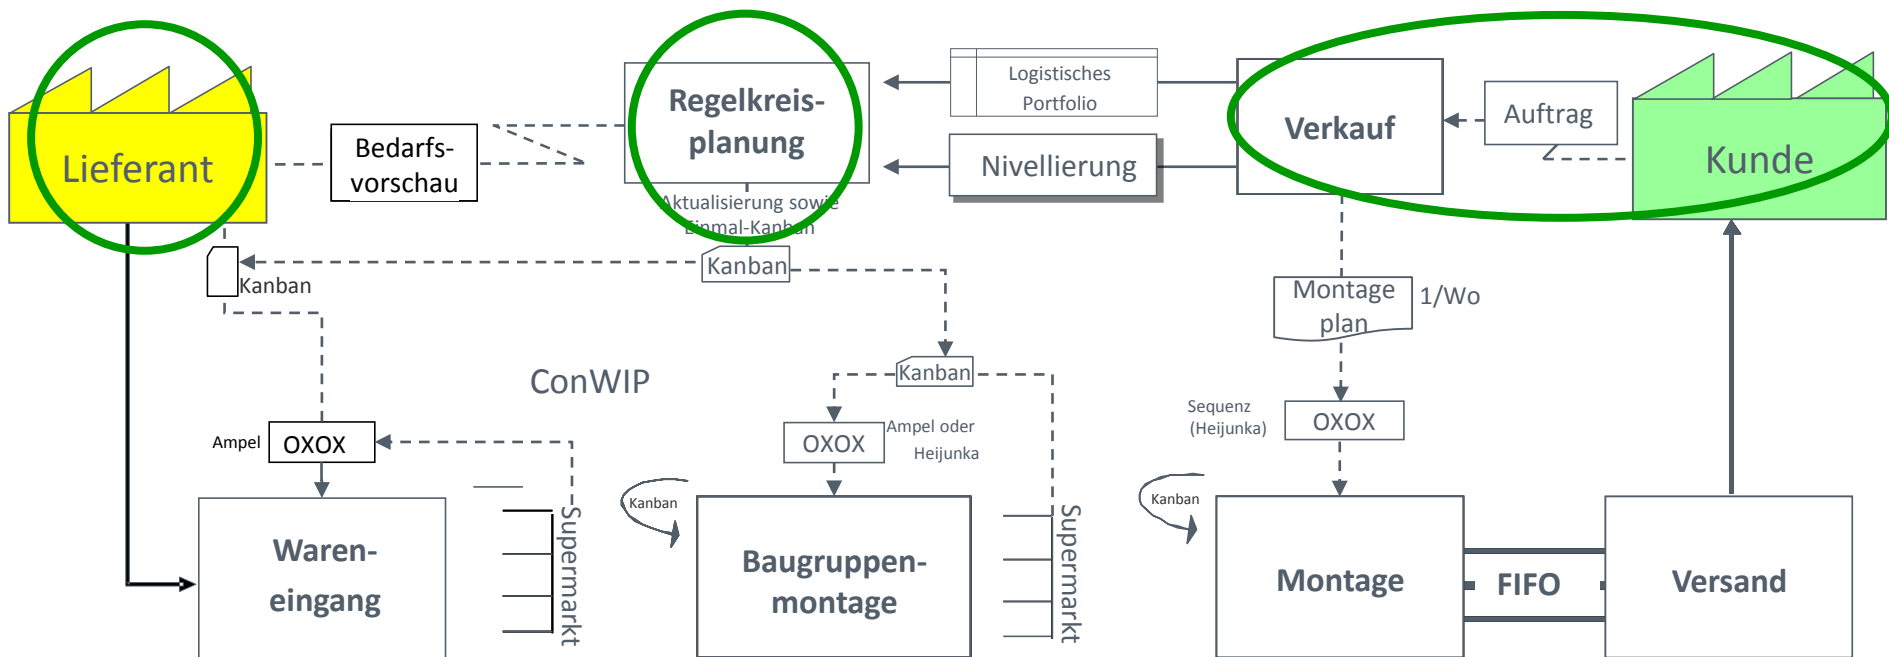 Logistisches
Portfolio
Regelkreis-
planung
Verkauf
Auftrag
Kunde
Lieferant
Bedarfs-
vorschau
Nivellierung
Aktualisierung sowie
Einmal-Kanban
Kanban
Kanban
Montage
plan
1/Wo
ConWIP
Kanban
Ampel
OXOX
OXOX
Ampel oder
Heijunka
Sequenz
(Heijunka)
OXOX
Kanban
Kanban
Supermarkt
Supermarkt
Waren-
eingang
Baugruppen-
montage
Montage
FIFO
Versand